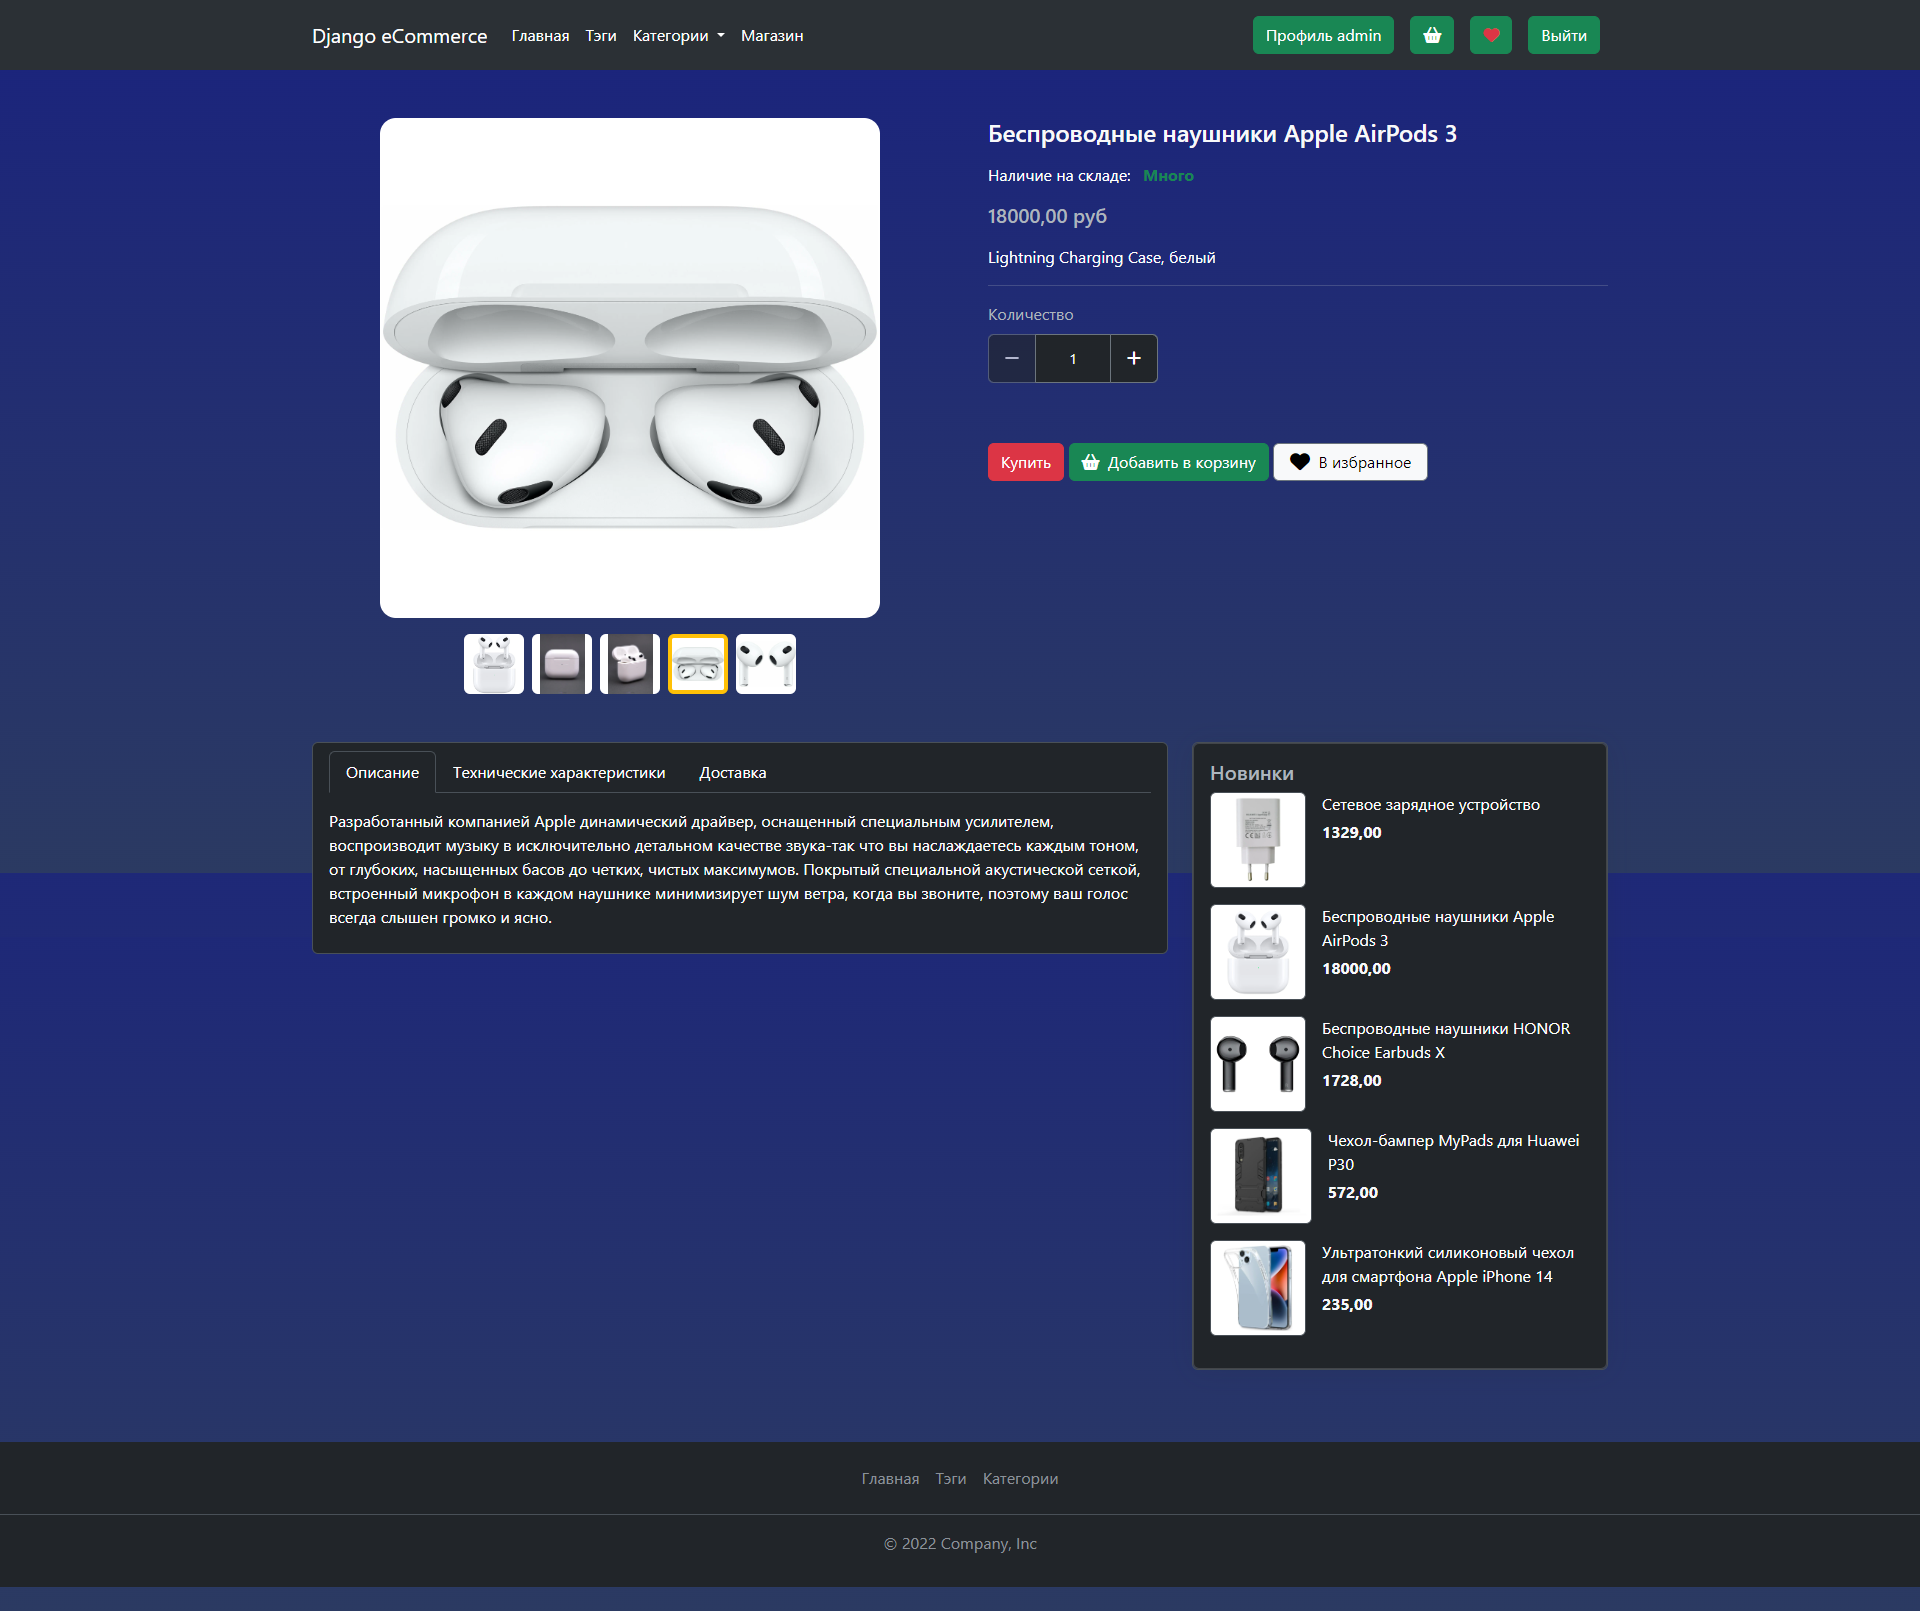 Django eCommerce Главная Тэги Категории Магазин Профиль admin Выйти
Беспроводные наушники Apple AirPods 3
Наличие на складе: Много
18000,00 руб
Lightning Charging Case, белый
Количество
1
Купить Добавить в корзину В избранное
Описание Технические характеристики Доставка
Разработанный компанией Apple динамический драйвер, оснащенный специальным усилителем,
воспроизводит музыку в исключительно детальном качестве звука-так что вы наслаждаетесь каждым тоном,
от глубоких, насыщенных басов до четких, чистых максимумов. Покрытый специальной акустической сеткой,
встроенный микрофон в каждом наушнике минимизирует шум ветра, когда вы звоните, поэтому ваш голос
всегда слышен громко и ясно.
Новинки
Сетевое зарядное устройство
1329,00
Беспроводные наушники Apple
AirPods 3
18000,00
Беспроводные наушники HONOR
Choice Earbuds X
1728,00
Чехол-бампер MyPads для Huawei
P30
572,00
Ультратонкий силиконовый чехол
для смартфона Apple iPhone 14
235,00
Главная Тэги Категории
© 2022 Company, Inc